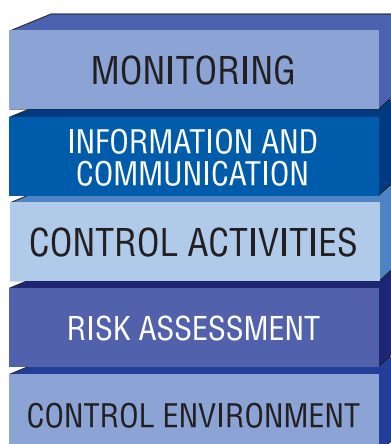 MONITORING
INFORMATION AND
COMMUNICATION
CONTROL ACTIVITIES
RISK ASSESSMENT
CONTROL ENVIRONMENT